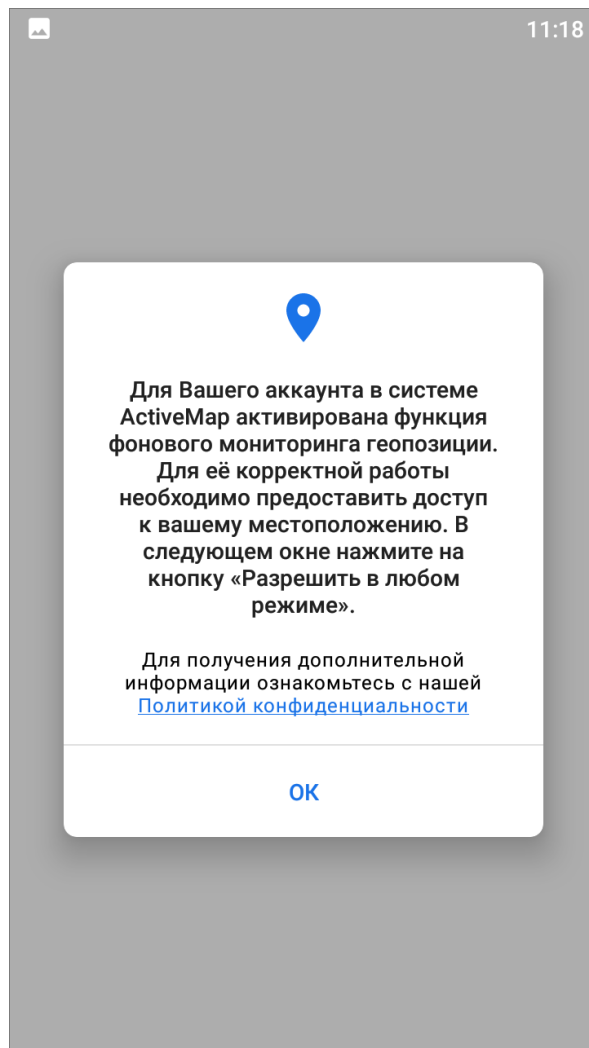 11:18
Для Вашего аккаунта в системе
ActiveMap активирована функция
фонового мониторинга геопозиции.
Для её корректной работы
необходимо предоставить доступ
к вашему местоположению. В
следующем окне нажмите на
кнопку «Разрешить в любом
режиме».
Для получения дополнительной
информации ознакомьтесь с нашей
Политикой конфиденциальности
ОК